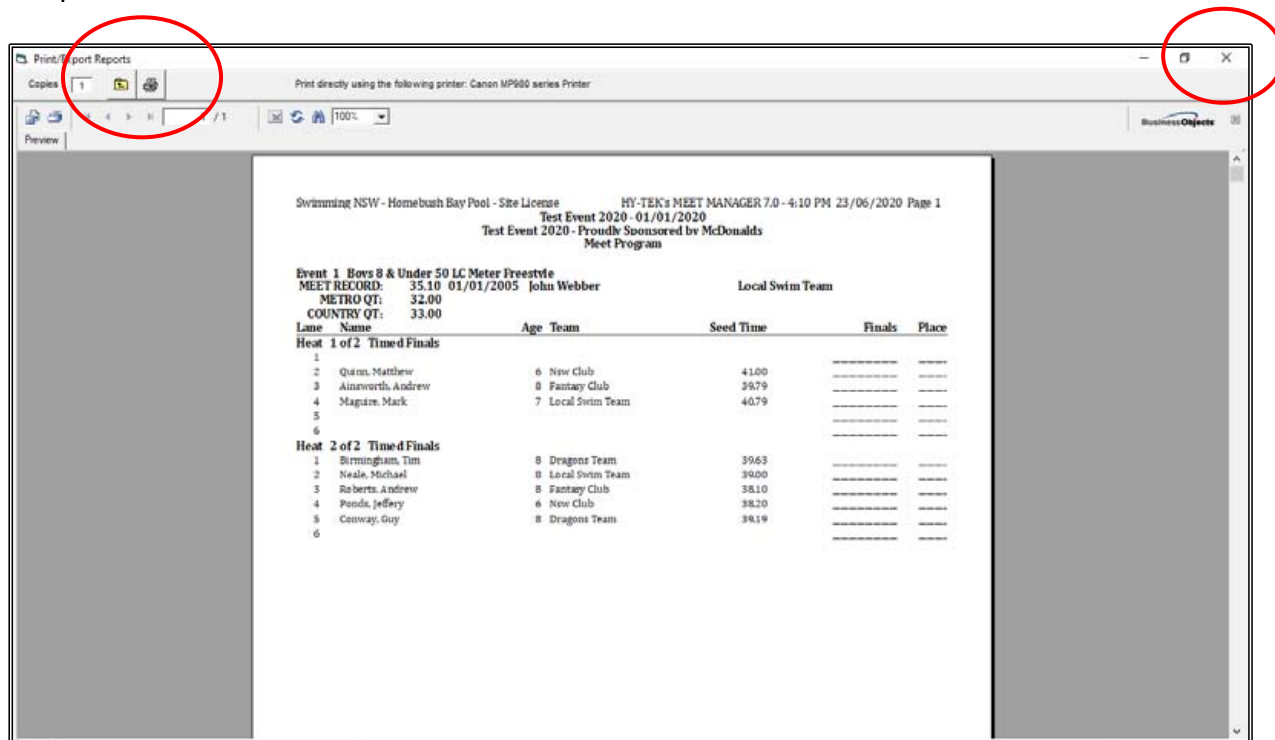 Print/Export Reports
Copies 1 Print directly using the following printer: Canon MP980 series Printer
/ 1 100% BusinessObjects
Preview
Swimming NSW - Homebush Bay Pool - Site License HY-TEK's MEET MANAGER 7.0 - 4:10 PM 23/06/2020 Page 1
Test Event 2020 - 01/01/2020
Test Event 2020 - Proudly Sponsored by McDonalds
Meet Program
Event 1 Boys 8 & Under 50 LC Meter Freestyle
MEET RECORD: 35.10 01/01/2005 John Webber Local Swim Team
METRO QT: 32.00
COUNTRY QT: 33.00
Lane Name Age Team Seed Time Finals Place
Heat 1 of 2 Timed Finals
1
2 Quinn, Matthew 6 Nsw Club 41.00
3 Ainsworth, Andrew 8 Fantasy Club 39.79
4 Maguire, Mark 7 Local Swim Team 40.79
5
6
Heat 2 of 2 Timed Finals
1 Birmingham, Tim 8 Dragons Team 39.63
2 Neale, Michael 8 Local Swim Team 39.00
3 Roberts, Andrew 8 Fantasy Club 38.10
4 Ponds, Jeffery 6 Nsw Club 38.20
5 Conway, Guy 8 Dragons Team 39.19
6